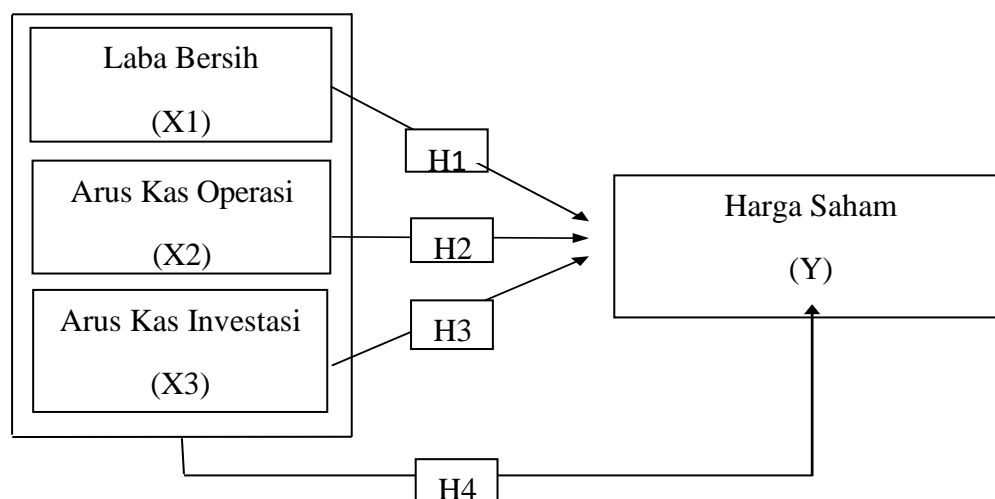 Laba Bersih
(X1)
H1
Arus Kas Operasi
(X2)
H2
Harga Saham
(Y)
Arus Kas Investasi
(X3)
H3
H4